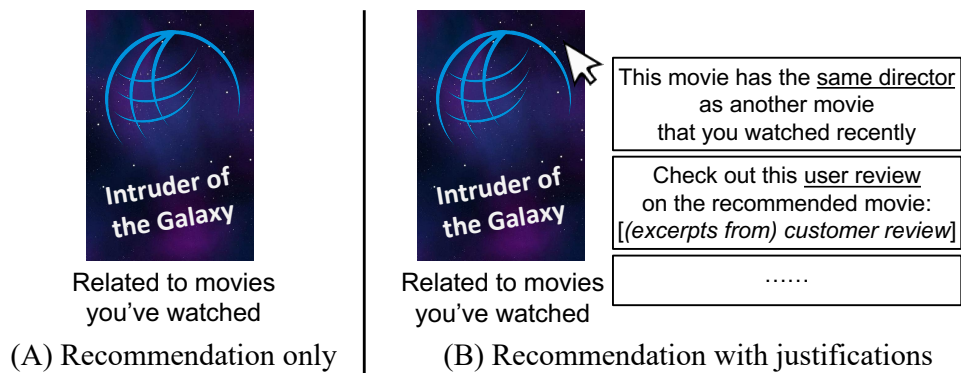 Intruder of
the Galaxy
Related to movies
you've watched
(A) Recommendation only
Intruder of
the Galaxy
Related to movies
you've watched
This movie has the same director
as another movie
that you watched recently
Check out this user review
on the recommended movie:
[(excerpts from) customer review]
......
(B) Recommendation with justifications